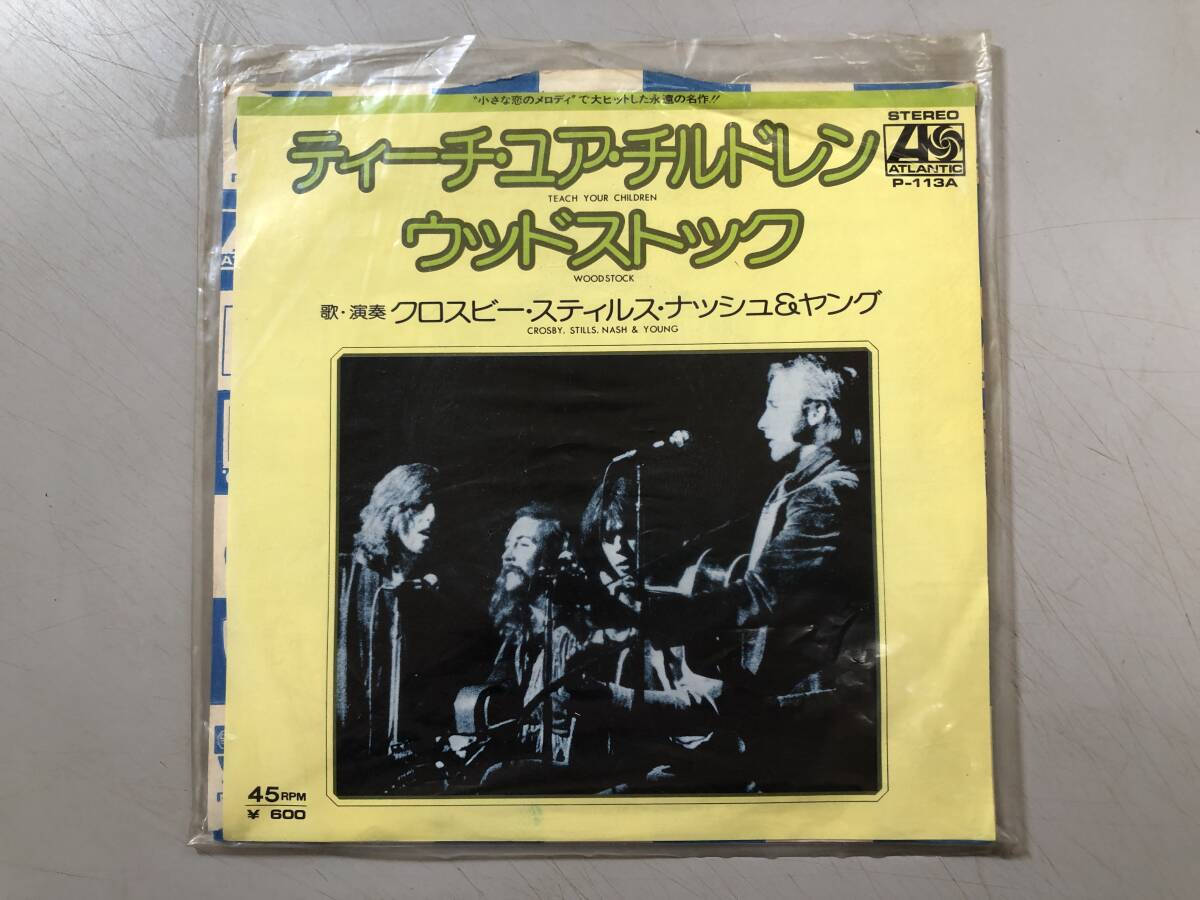 "小さな恋のメロディ"で大ヒットした永遠の名作!!
ティーチ・ユア・チルドレン
TEACH YOUR CHILDREN
ウッドストック
WOODSTOCK
歌・演奏 クロスビー・スティルス・ナッシュ&ヤング
CROSBY, STILLS, NASH & YOUNG
STEREO
ATLANTIC
P-113A
45 RPM
¥ 600